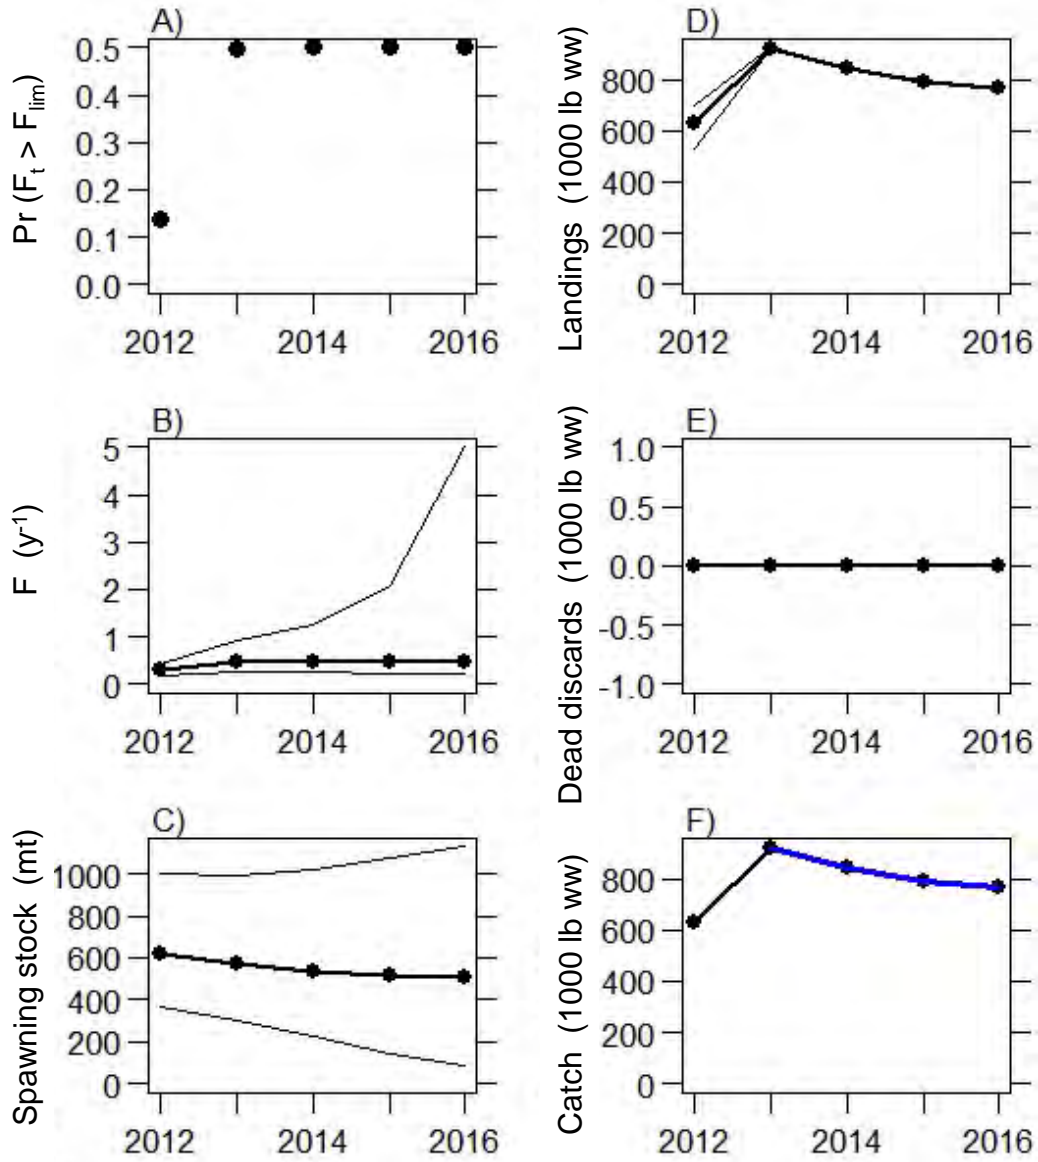 A)
Pr (Ft > Flim)
0.5
0.4
0.3
0.2
0.1
0.0
2012 2014 2016
B)
F (y-1)
5
4
3
2
1
0
2012 2014 2016
C)
Spawning stock (mt)
1000
800
600
400
200
0
2012 2014 2016
D)
Landings (1000 lb ww)
800
600
400
200
0
2012 2014 2016
E)
Dead discards (1000 lb ww)
1.0
0.5
0.0
-0.5
-1.0
2012 2014 2016
F)
Catch (1000 lb ww)
800
600
400
200
0
2012 2014 2016